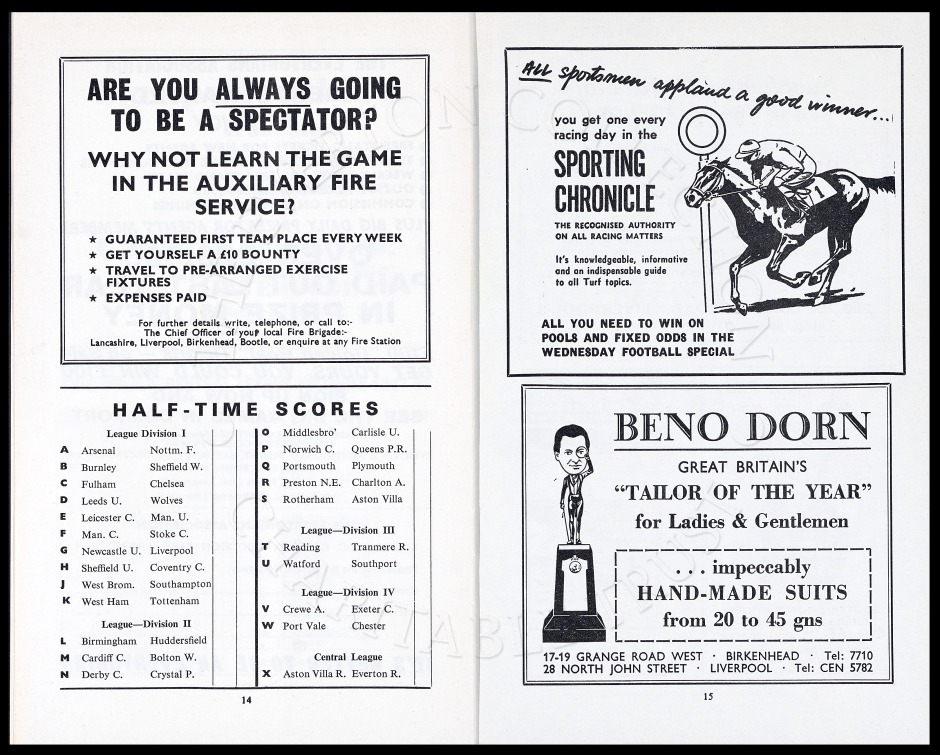 ARE YOU ALWAYS GOING
TO BE A SPECTATOR?
WHY NOT LEARN THE GAME
IN THE AUXILIARY FIRE
SERVICE?
★ GUARANTEED FIRST TEAM PLACE EVERY WEEK
★ GET YOURSELF A £10 BOUNTY
★ TRAVEL TO PRE-ARRANGED EXERCISE
FIXTURES
★ EXPENSES PAID
For further details write, telephone, or call to:-
The Chief Officer of your local Fire Brigade:-
Lancashire, Liverpool, Birkenhead, Bootle, or enquire at any Fire Station
HALF-TIME SCORES
League Division I
A Arsenal Nottm. F.
B Burnley Sheffield W.
C Fulham Chelsea
D Leeds U. Wolves
E Leicester C. Man. U.
F Man. C. Stoke C.
G Newcastle U. Liverpool
H Sheffield U. Coventry C.
J West Brom. Southampton
K West Ham Tottenham
League—Division II
L Birmingham Huddersfield
M Cardiff C. Bolton W.
N Derby C. Crystal P.
O Middlesbro' Carlisle U.
P Norwich C. Queens P.R.
Q Portsmouth Plymouth
R Preston N.E. Charlton A.
S Rotherham Aston Villa
League—Division III
T Reading Tranmere R.
U Watford Southport
League—Division IV
V Crewe A. Exeter C.
W Port Vale Chester
Central League
X Aston Villa R. Everton R.
14
ALL sportsmen applaud a good winner...
you get one every
racing day in the
SPORTING
CHRONICLE
THE RECOGNISED AUTHORITY
ON ALL RACING MATTERS
It's knowledgeable, informative
and an indispensable guide
to all Turf topics.
1
ALL YOU NEED TO WIN ON
POOLS AND FIXED ODDS IN THE
WEDNESDAY FOOTBALL SPECIAL
BENO DORN
GREAT BRITAIN'S
"TAILOR OF THE YEAR"
for Ladies & Gentlemen
. . . impeccably
HAND-MADE SUITS
from 20 to 45 gns
17-19 GRANGE ROAD WEST · BIRKENHEAD · Tel: 7710
28 NORTH JOHN STREET · LIVERPOOL · Tel: CEN 5782
15